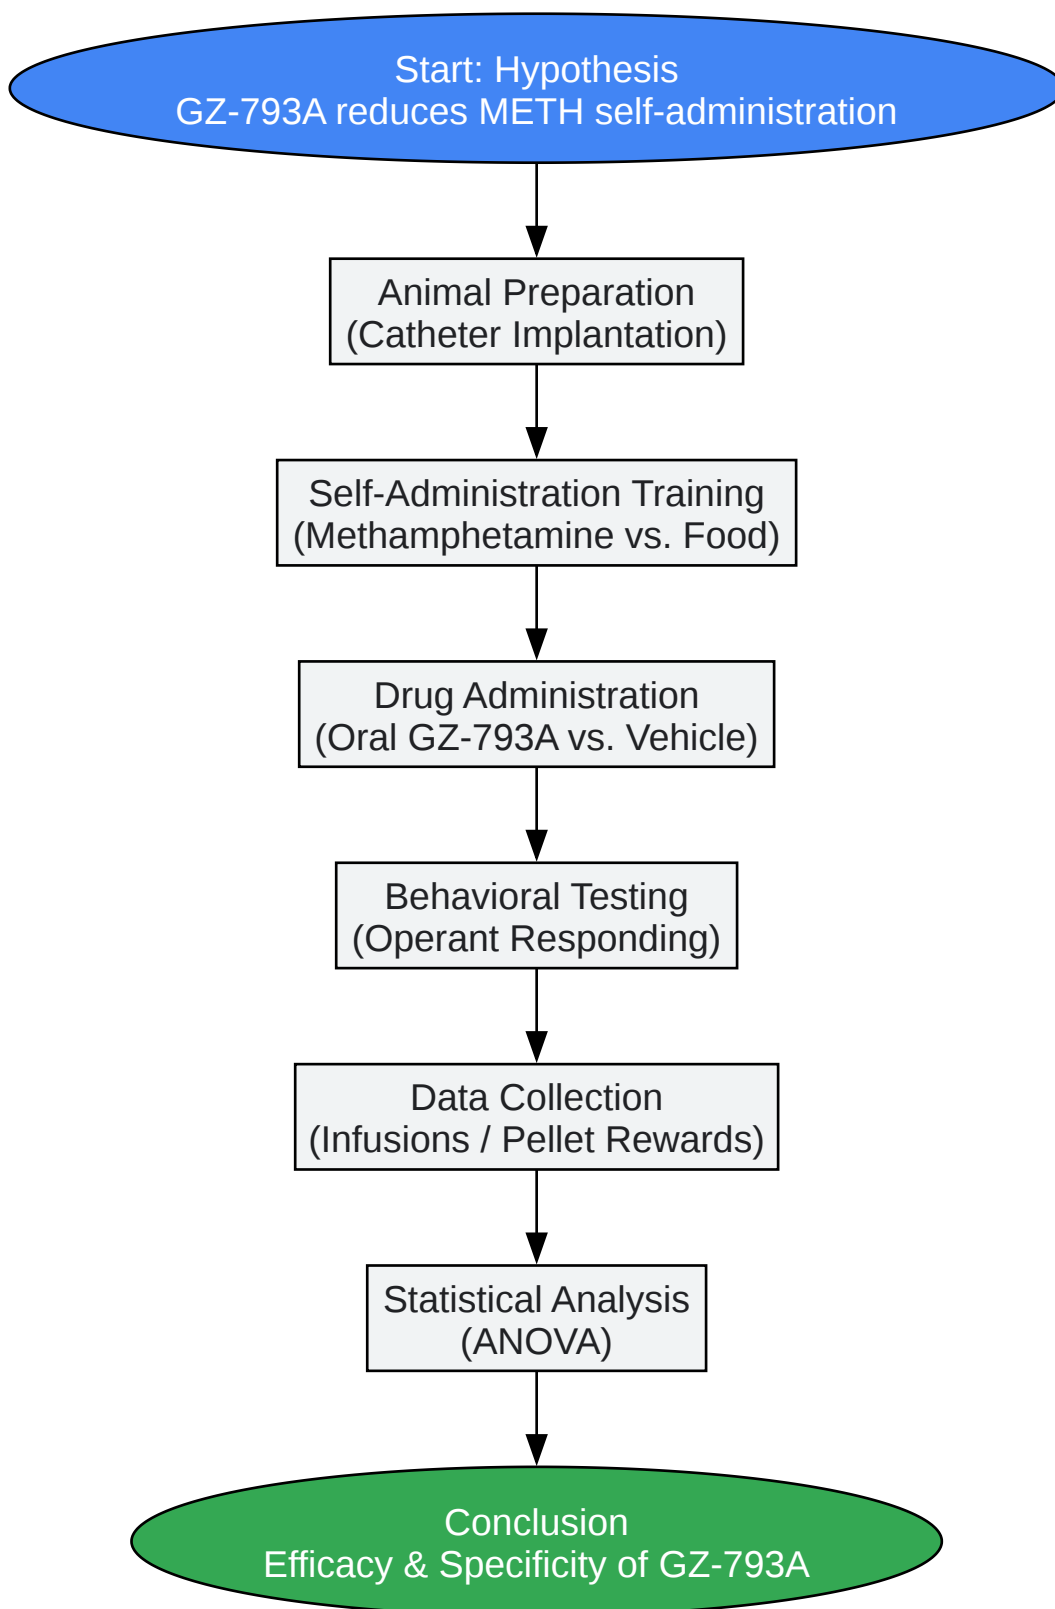 Start: Hypothesis
GZ-793A reduces METH self-administration
Animal Preparation
(Catheter Implantation)
Self-Administration Training
(Methamphetamine vs. Food)
Drug Administration
(Oral GZ-793A vs. Vehicle)
Behavioral Testing
(Operant Responding)
Data Collection
(Infusions / Pellet Rewards)
Statistical Analysis
(ANOVA)
Conclusion
Efficacy & Specificity of GZ-793A